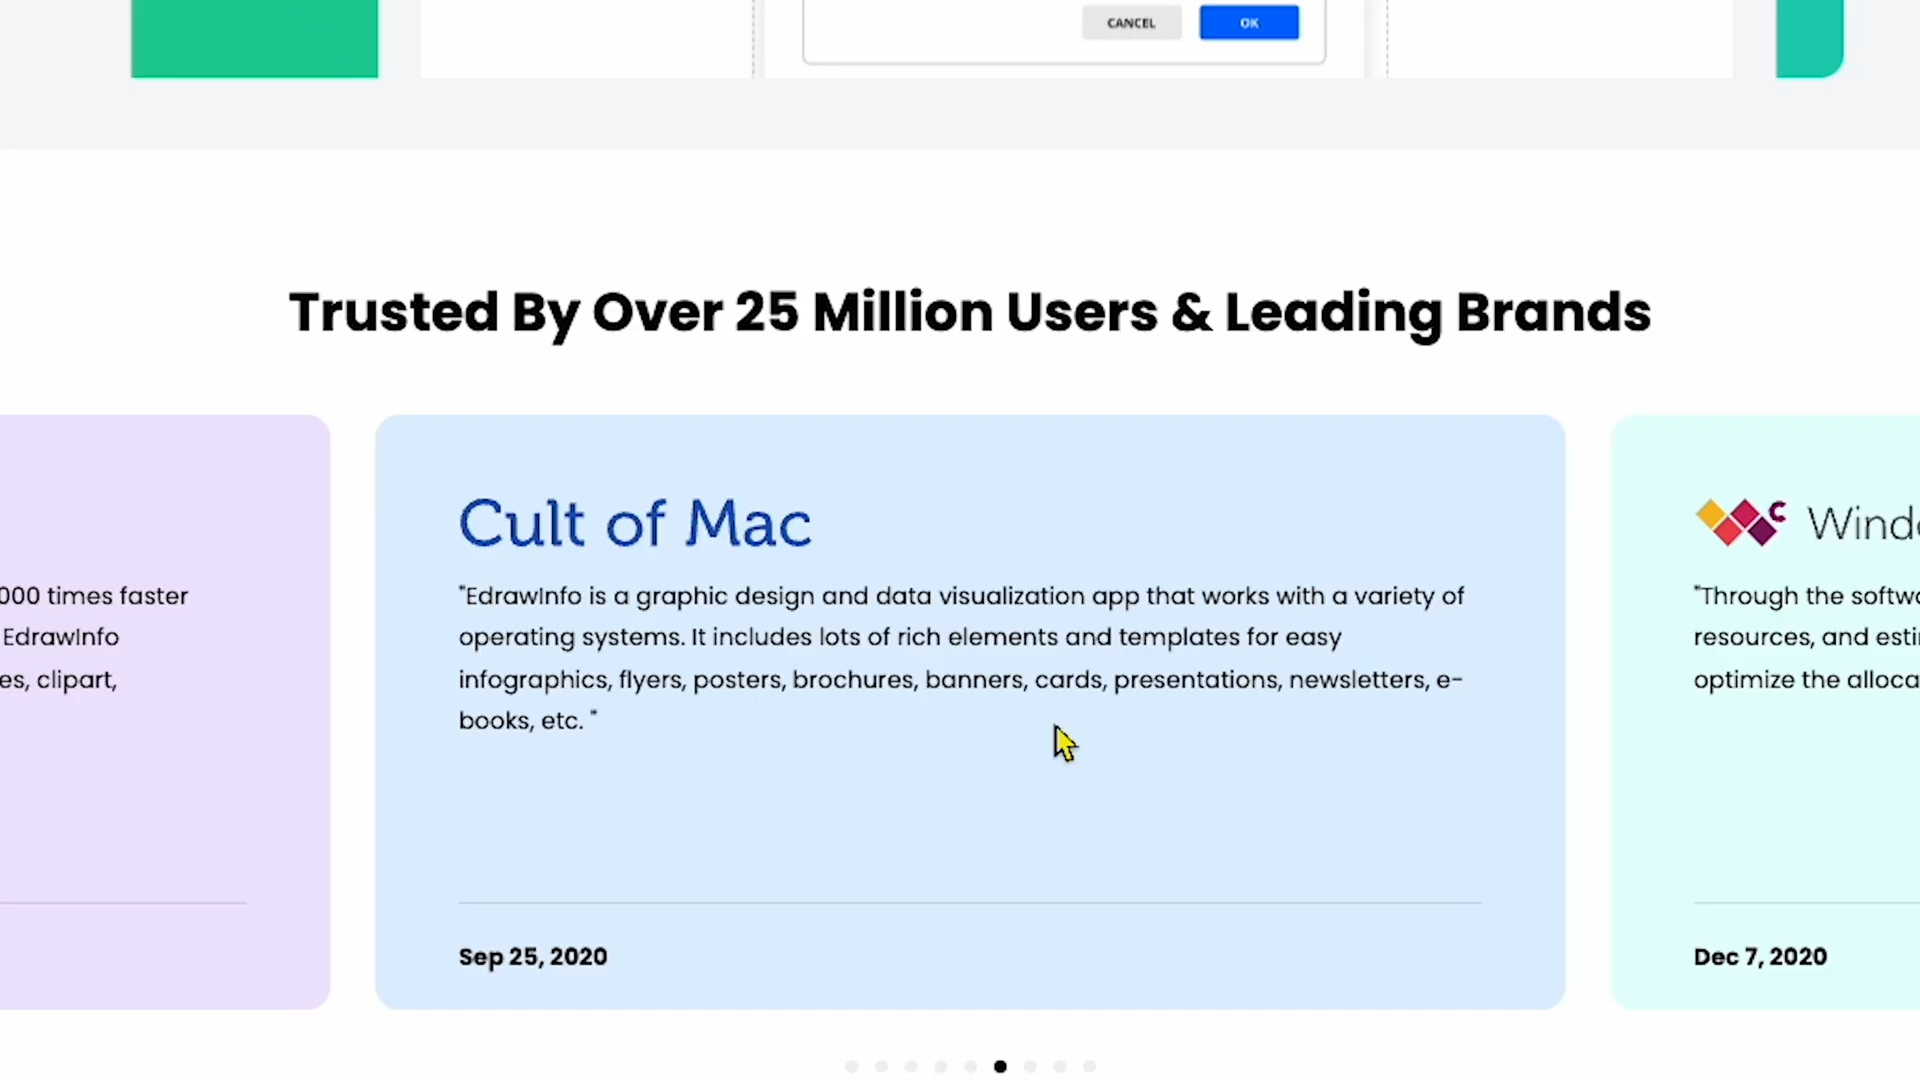 CANCEL OK
Trusted By Over 25 Million Users & Leading Brands
000 times faster
EdrawInfo
es, clipart,
Cult of Mac
"EdrawInfo is a graphic design and data visualization app that works with a variety of
operating systems. It includes lots of rich elements and templates for easy
infographics, flyers, posters, brochures, banners, cards, presentations, newsletters, e-
books, etc. "
Sep 25, 2020
"Through the
resources, and
optimize the
Dec 7, 2020